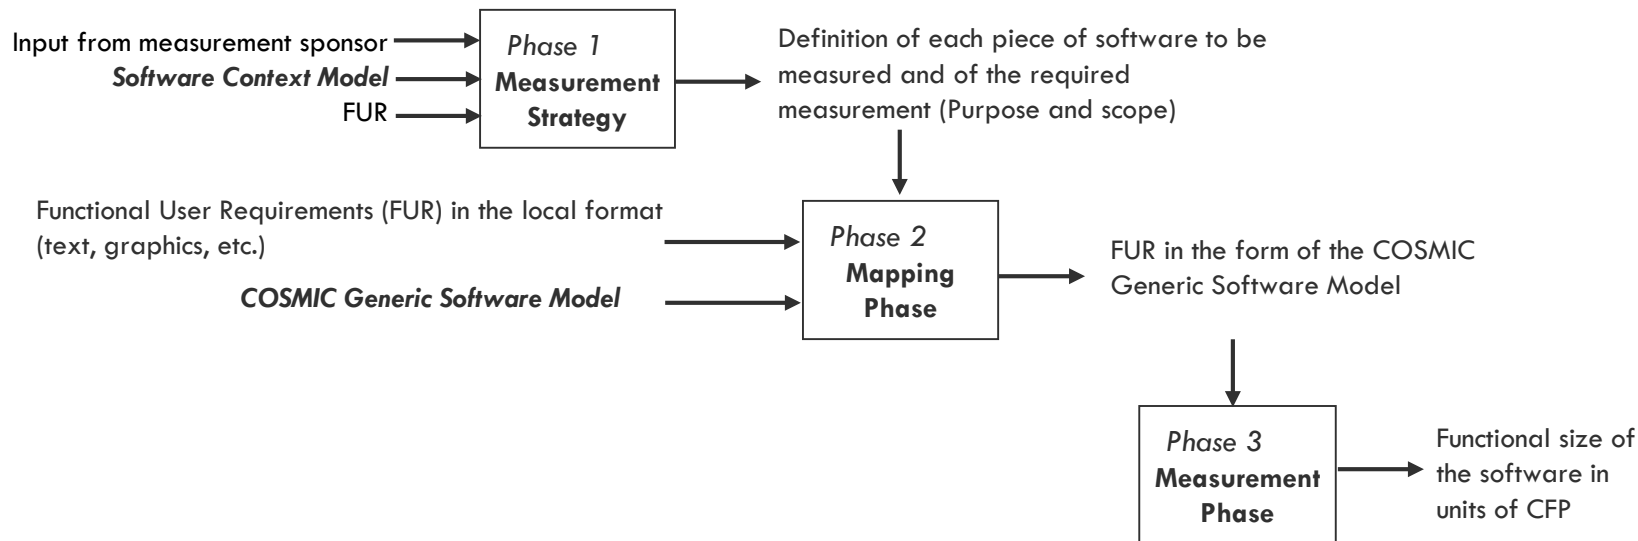 Input from measurement sponsor
Software Context Model
FUR
Phase 1
Measurement
Strategy
Definition of each piece of software to be
measured and of the required
measurement (Purpose and scope)
Functional User Requirements (FUR) in the local format
(text, graphics, etc.)
COSMIC Generic Software Model
Phase 2
Mapping
Phase
FUR in the form of the COSMIC
Generic Software Model
Phase 3
Measurement
Phase
Functional size of
the software in
units of CFP